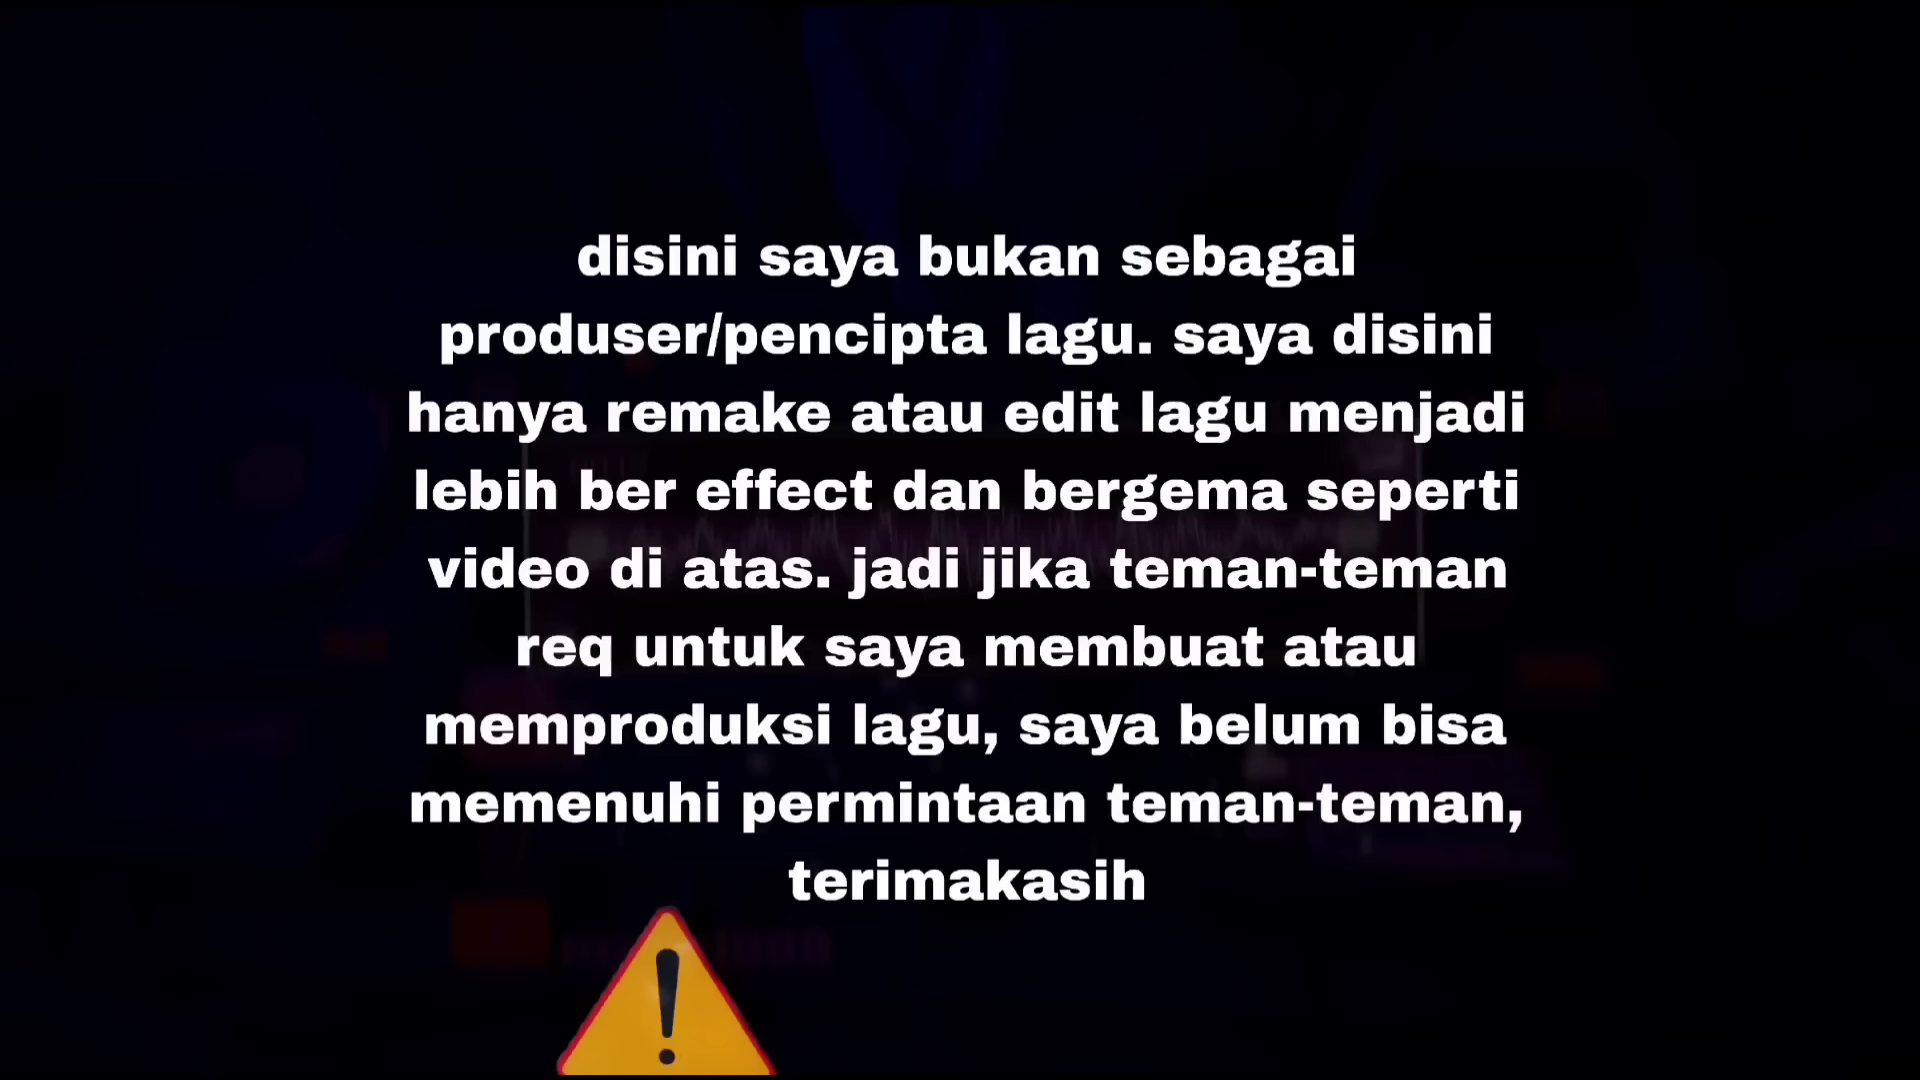 disini saya bukan sebagai
produser/pencipta lagu. saya disini
hanya remake atau edit lagu menjadi
lebih ber effect dan bergema seperti
video di atas. jadi jika teman-teman
req untuk saya membuat atau
memproduksi lagu, saya belum bisa
memenuhi permintaan teman-teman,
terimakasih
!